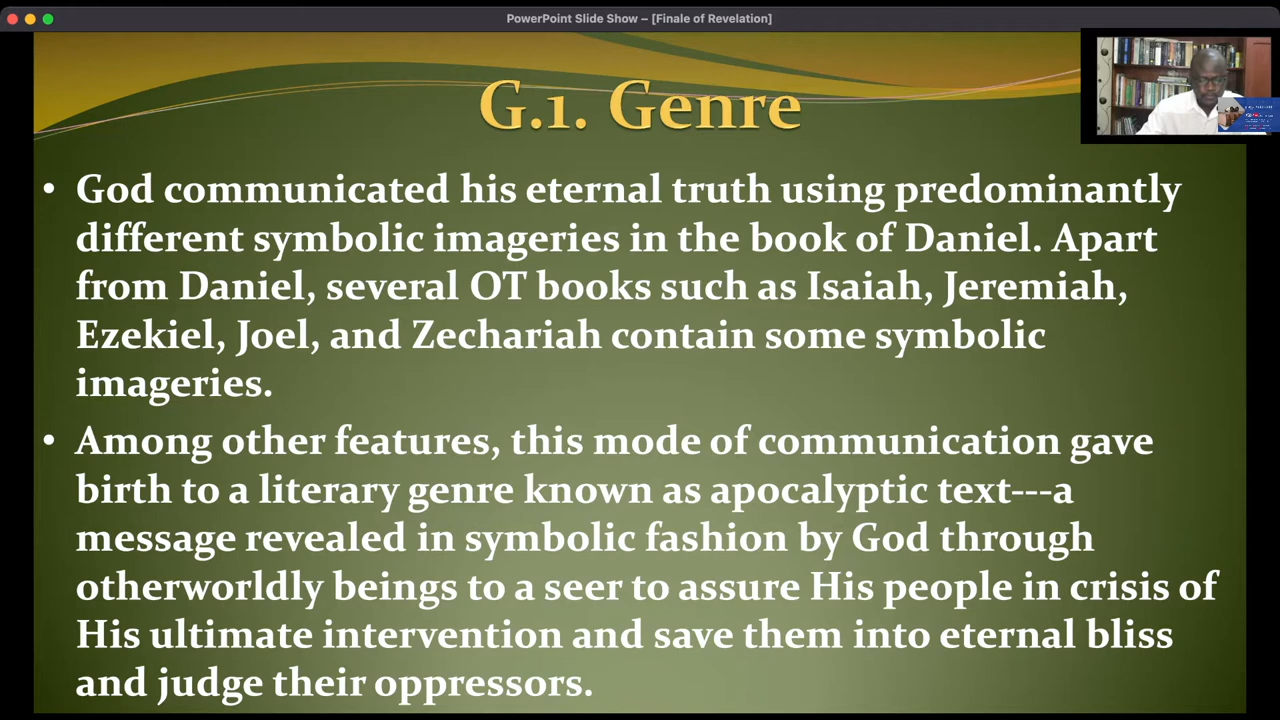 PowerPoint Slide Show – [Finale of Revelation]
G.1. Genre
• God communicated his eternal truth using predominantly
different symbolic imageries in the book of Daniel. Apart
from Daniel, several OT books such as Isaiah, Jeremiah,
Ezekiel, Joel, and Zechariah contain some symbolic
imageries.
• Among other features, this mode of communication gave
birth to a literary genre known as apocalyptic text---a
message revealed in symbolic fashion by God through
otherworldly beings to a seer to assure His people in crisis of
His ultimate intervention and save them into eternal bliss
and judge their oppressors.